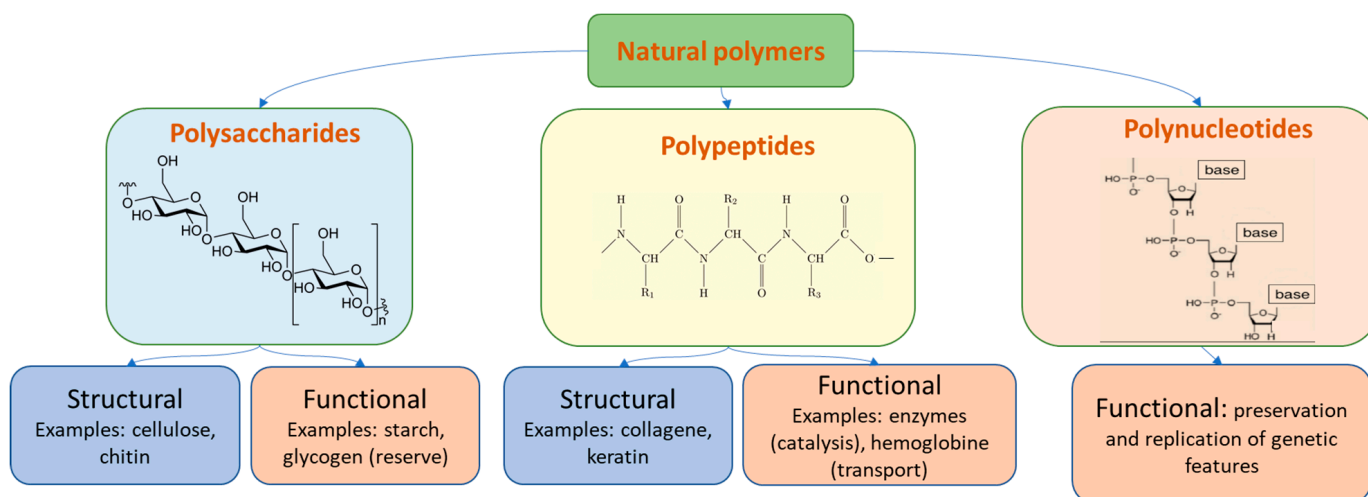 Natural polymers
Polysaccharides
OH
O
O
HO
HO
OH
O
O
HO
HO
OH
O
O
HO
HO
O
n
Polypeptides
H
O
R2
H
O
N
CH
C
N
CH
C
N
CH
C
O
R1
H
O
R3
Polynucleotides
base
HO-P-O
O-
O
H
O
base
HO-P-O
O-
O
H
O
base
HO-P-O
O-
O
HO
H
Structural
Examples: cellulose,
chitin
Functional
Examples: starch,
glycogen (reserve)
Structural
Examples: collagene,
keratin
Functional
Examples: enzymes
(catalysis), hemoglobine
(transport)
Functional: preservation
and replication of genetic
features